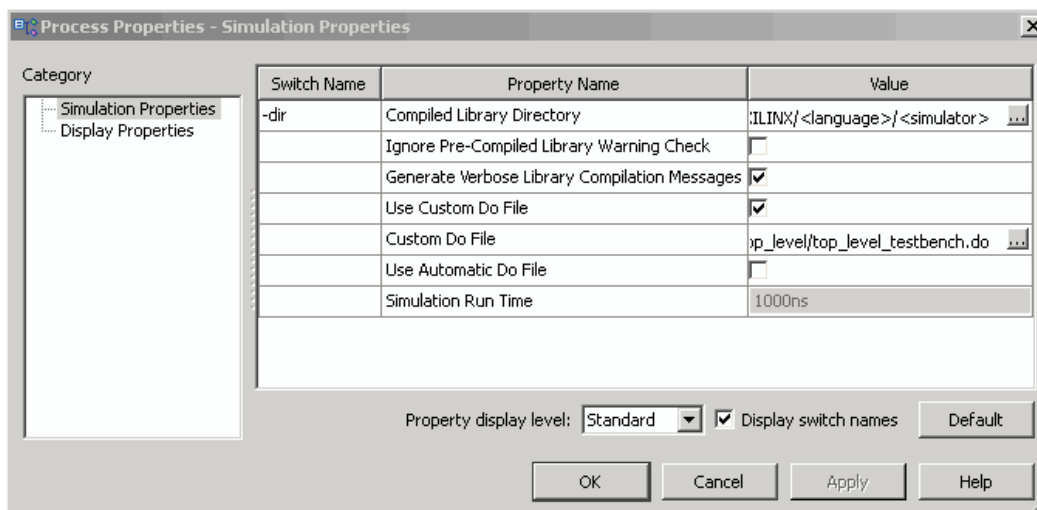 Process Properties - Simulation Properties
Category
Simulation Properties
Display Properties
Switch Name Property Name Value
-dir Compiled Library Directory ILINX/<language>/<simulator> ...
Ignore Pre-Compiled Library Warning Check
Generate Verbose Library Compilation Messages
Use Custom Do File
Custom Do File op_level/top_level_testbench.do ...
Use Automatic Do File
Simulation Run Time 1000ns
Property display level: Standard Display switch names Default
OK Cancel Apply Help